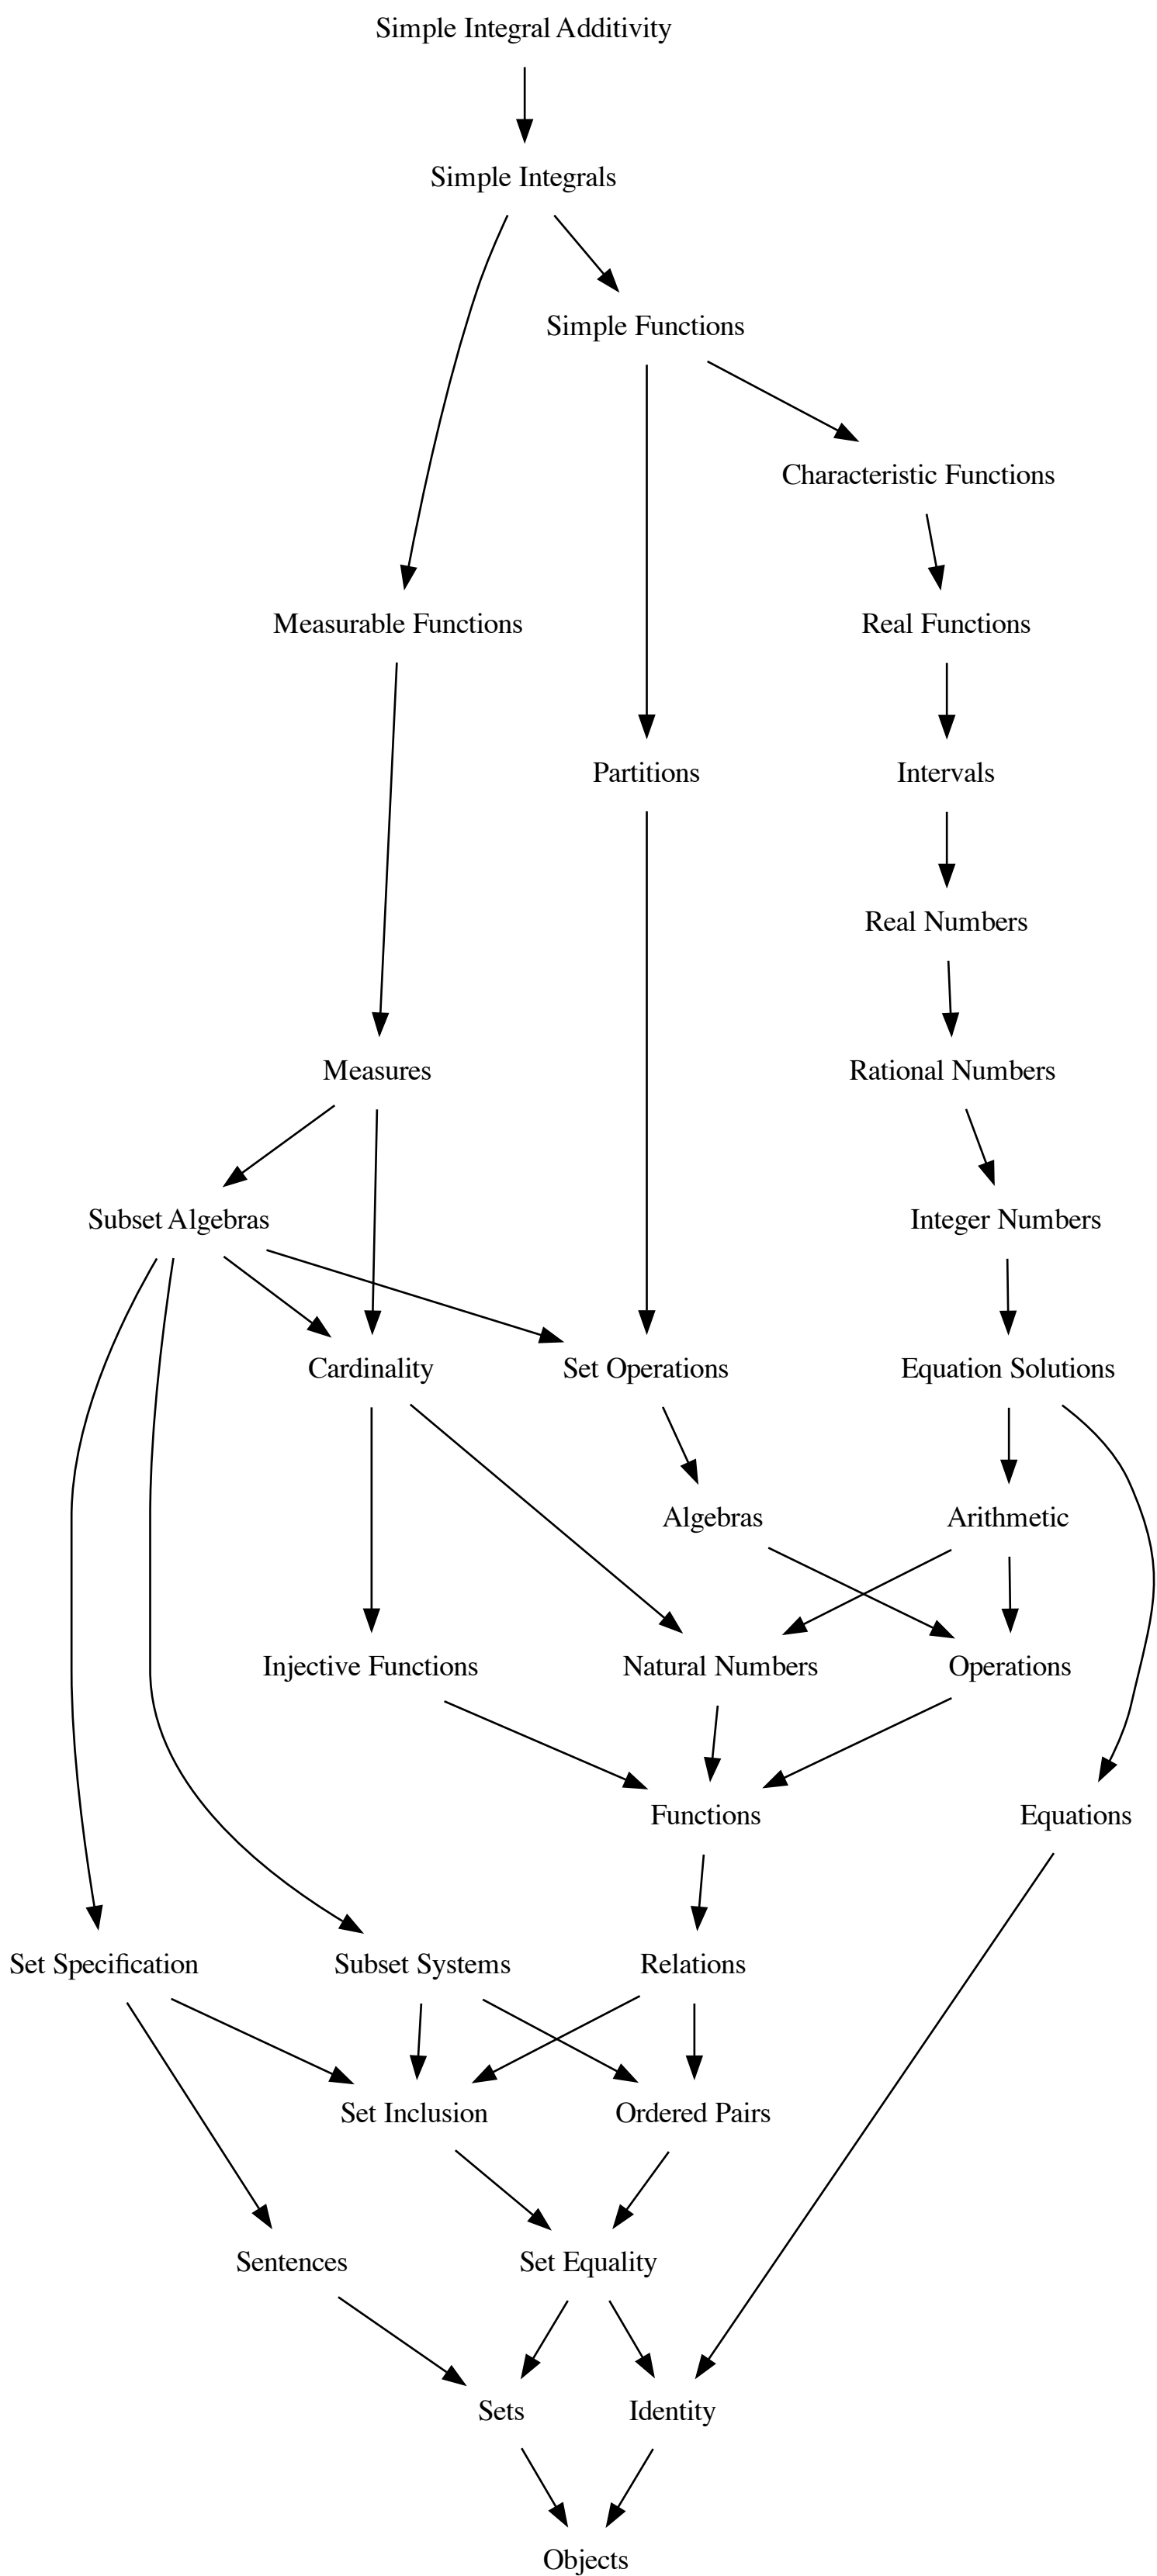 Simple Integral Additivity
Simple Integrals
Simple Functions
Characteristic Functions
Measurable Functions
Real Functions
Partitions
Intervals
Real Numbers
Measures
Rational Numbers
Subset Algebras
Integer Numbers
Cardinality
Set Operations
Equation Solutions
Algebras
Arithmetic
Injective Functions
Natural Numbers
Operations
Functions
Equations
Set Specification
Subset Systems
Relations
Set Inclusion
Ordered Pairs
Sentences
Set Equality
Sets
Identity
Objects